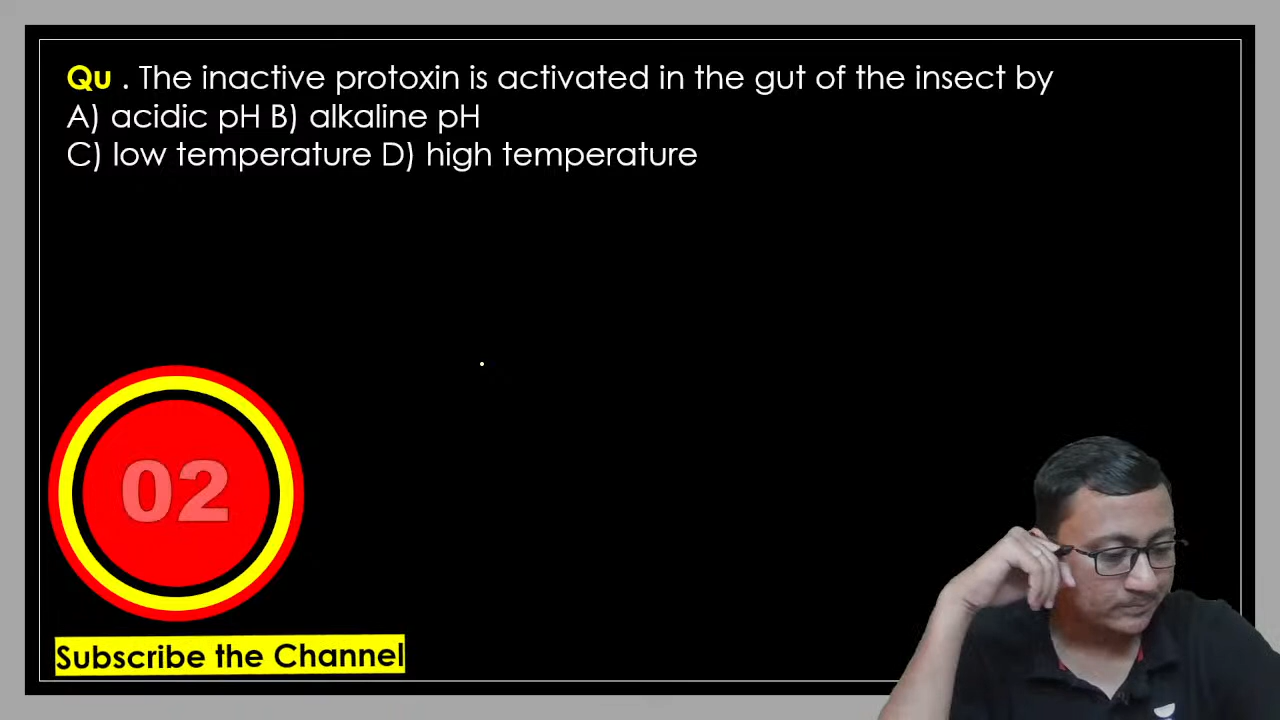 Qu . The inactive protoxin is activated in the gut of the insect by
A) acidic pH B) alkaline pH
C) low temperature D) high temperature
02
Subscribe the Channel